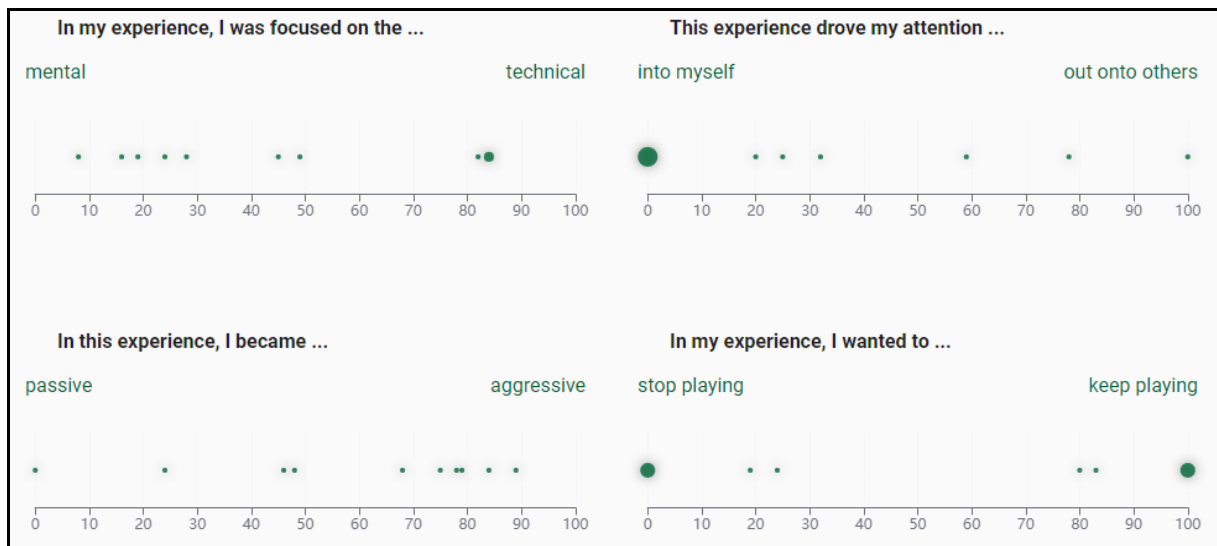 In my experience, I was focused on the ...
mental technical
0 10 20 30 40 50 60 70 80 90 100
This experience drove my attention ...
into myself out onto others
0 10 20 30 40 50 60 70 80 90 100
In this experience, I became ...
passive aggressive
0 10 20 30 40 50 60 70 80 90 100
In my experience, I wanted to ...
stop playing keep playing
0 10 20 30 40 50 60 70 80 90 100